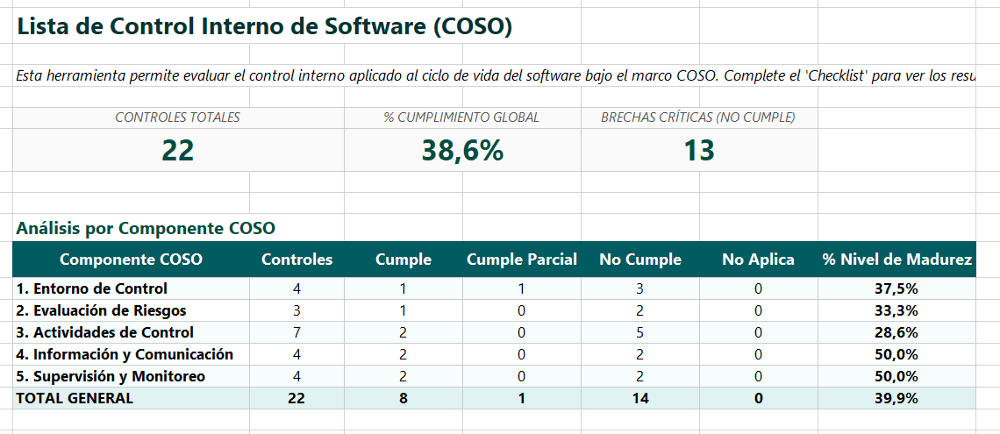 Lista de Control Interno de Software (COSO)
Esta herramienta permite evaluar el control interno aplicado al ciclo de vida del software bajo el marco COSO. Complete el 'Checklist' para ver los resu
CONTROLES TOTALES % CUMPLIMIENTO GLOBAL BRECHAS CRÍTICAS (NO CUMPLE)
22 38,6% 13
Análisis por Componente COSO
Componente COSO Controles Cumple Cumple Parcial No Cumple No Aplica % Nivel de Madurez
1. Entorno de Control 4 1 1 3 0 37,5%
2. Evaluación de Riesgos 3 1 0 2 0 33,3%
3. Actividades de Control 7 2 0 5 0 28,6%
4. Información y Comunicación 4 2 0 2 0 50,0%
5. Supervisión y Monitoreo 4 2 0 2 0 50,0%
TOTAL GENERAL 22 8 1 14 0 39,9%